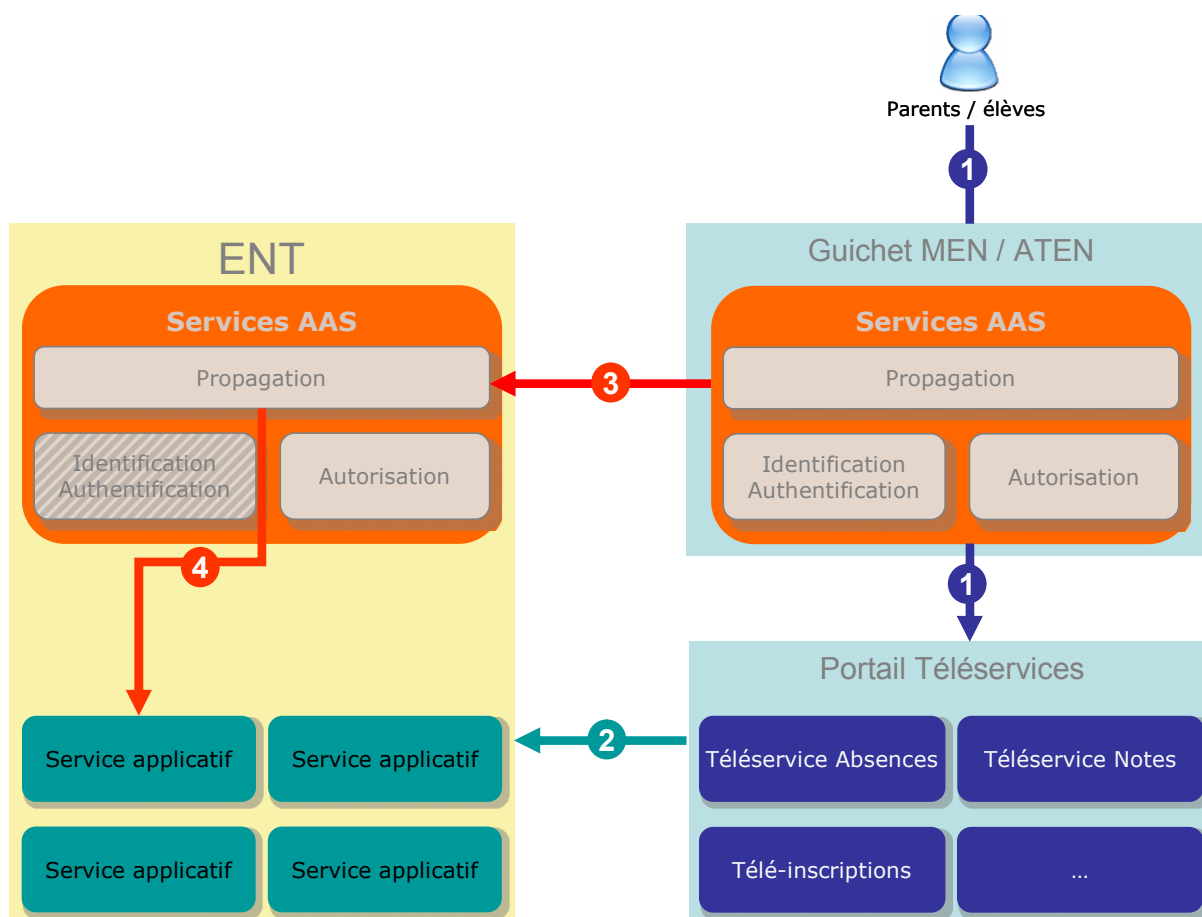 Parents / élèves
1
ENT
Services AAS
Propagation
Identification
Authentification
Autorisation
Guichet MEN / ATEN
Services AAS
Propagation
Identification
Authentification
Autorisation
3
4
1
Portail Téléservices
2
Service applicatif
Service applicatif
Service applicatif
Service applicatif
Téléservice Absences
Téléservice Notes
Télé-inscriptions
...